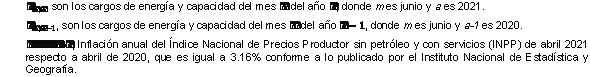 son los cargos de energía y capacidad del mes del año donde m es junio y a es 2021.
son los cargos de energía y capacidad del mes del año − 1, donde m es junio y a-1 es 2020.
Inflación anual del Índice Nacional de Precios Productor sin petróleo y con servicios (INPP) de abril 2021
respecto a abril de 2020, que es igual a 3.16% conforme a lo publicado por el Instituto Nacional de Estadística y
Geografía.